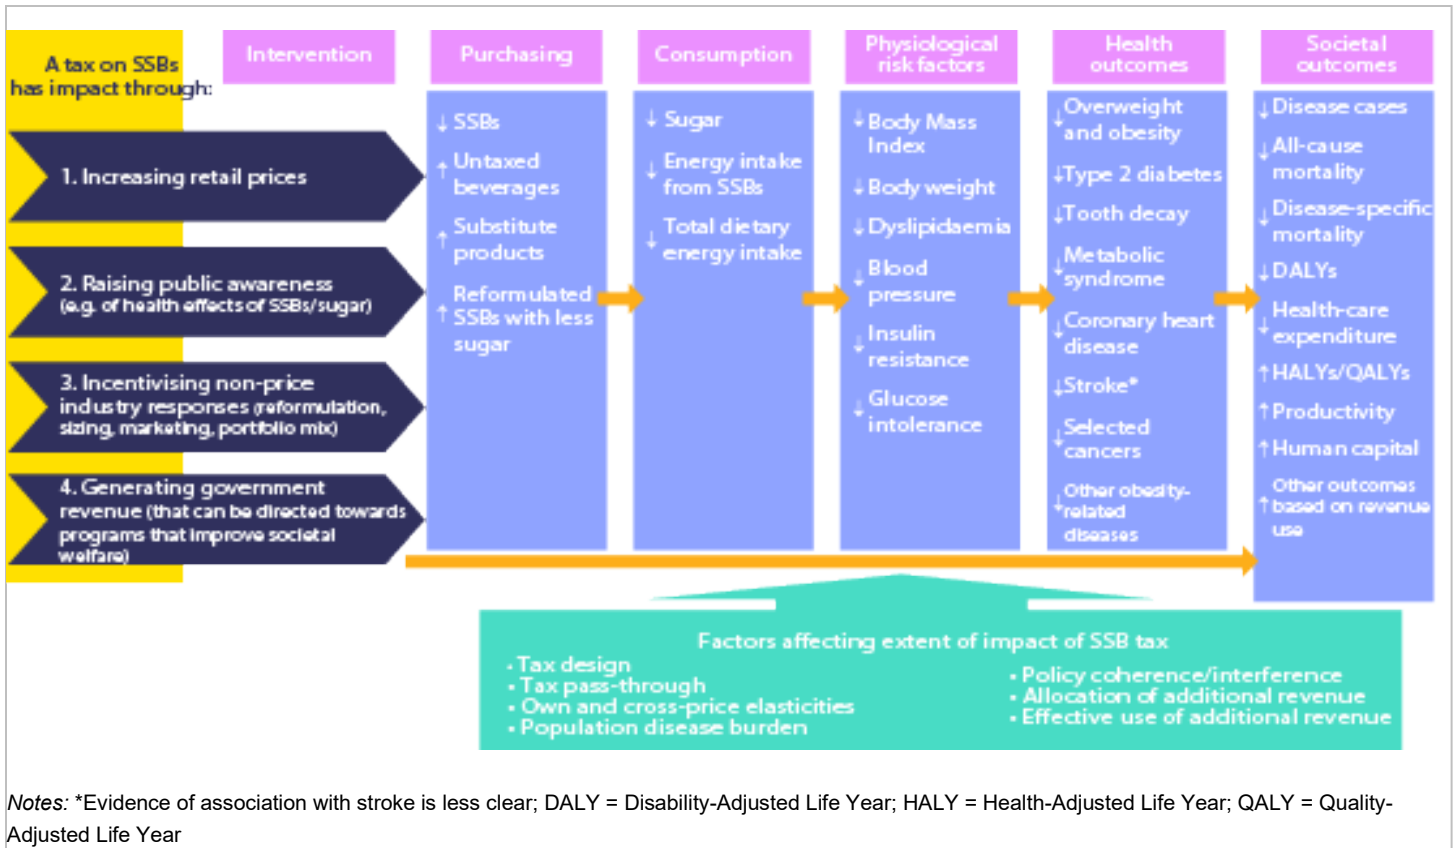 A tax on SSBs
has impact through:
Intervention
Purchasing
Consumption
Physiological
risk factors
Health
outcomes
Societal
outcomes
1. Increasing retail prices
2. Raising public awareness
(e.g. of health effects of SSBs/sugar)
3. Incentivising non-price
industry responses (reformulation,
sizing, marketing, portfolio mix)
4. Generating government
revenue (that can be directed towards
programs that improve societal
welfare)
↓ SSBs
↑ Untaxed
beverages
↑ Substitute
products
↑ Reformulated
SSBs with less
sugar
↓ Sugar
↓ Energy intake
from SSBs
↓ Total dietary
energy intake
↓ Body Mass
Index
↓ Body weight
↓ Dyslipidaemia
↓ Blood
pressure
↓ Insulin
resistance
↓ Glucose
intolerance
↓ Overweight
and obesity
↓ Type 2 diabetes
↓ Tooth decay
↓ Metabolic
syndrome
↓ Coronary heart
disease
↓ Stroke*
↓ Selected
cancers
↓ Other obesity-
related
diseases
↓ Disease cases
↓ All-cause
mortality
↓ Disease-specific
mortality
↓ DALYs
↓ Health-care
expenditure
↑ HALYs/QALYs
↑ Productivity
↑ Human capital
↑ Other outcomes
based on revenue
use
Factors affecting extent of impact of SSB tax
• Tax design
• Tax pass-through
• Own and cross-price elasticities
• Population disease burden
• Policy coherence/interference
• Allocation of additional revenue
• Effective use of additional revenue
Notes: *Evidence of association with stroke is less clear; DALY = Disability-Adjusted Life Year; HALY = Health-Adjusted Life Year; QALY = Quality-
Adjusted Life Year